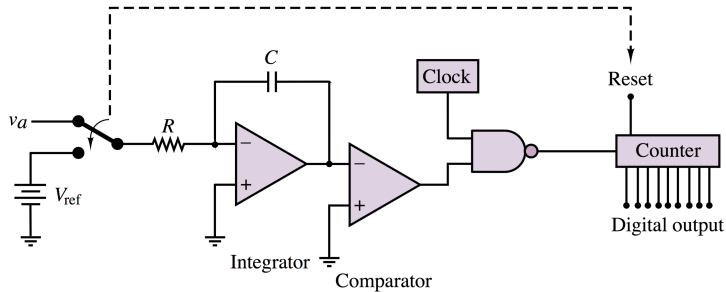 C
Clock
Reset
va
R
−
+
−
+
Counter
Vref
Digital output
Integrator
Comparator